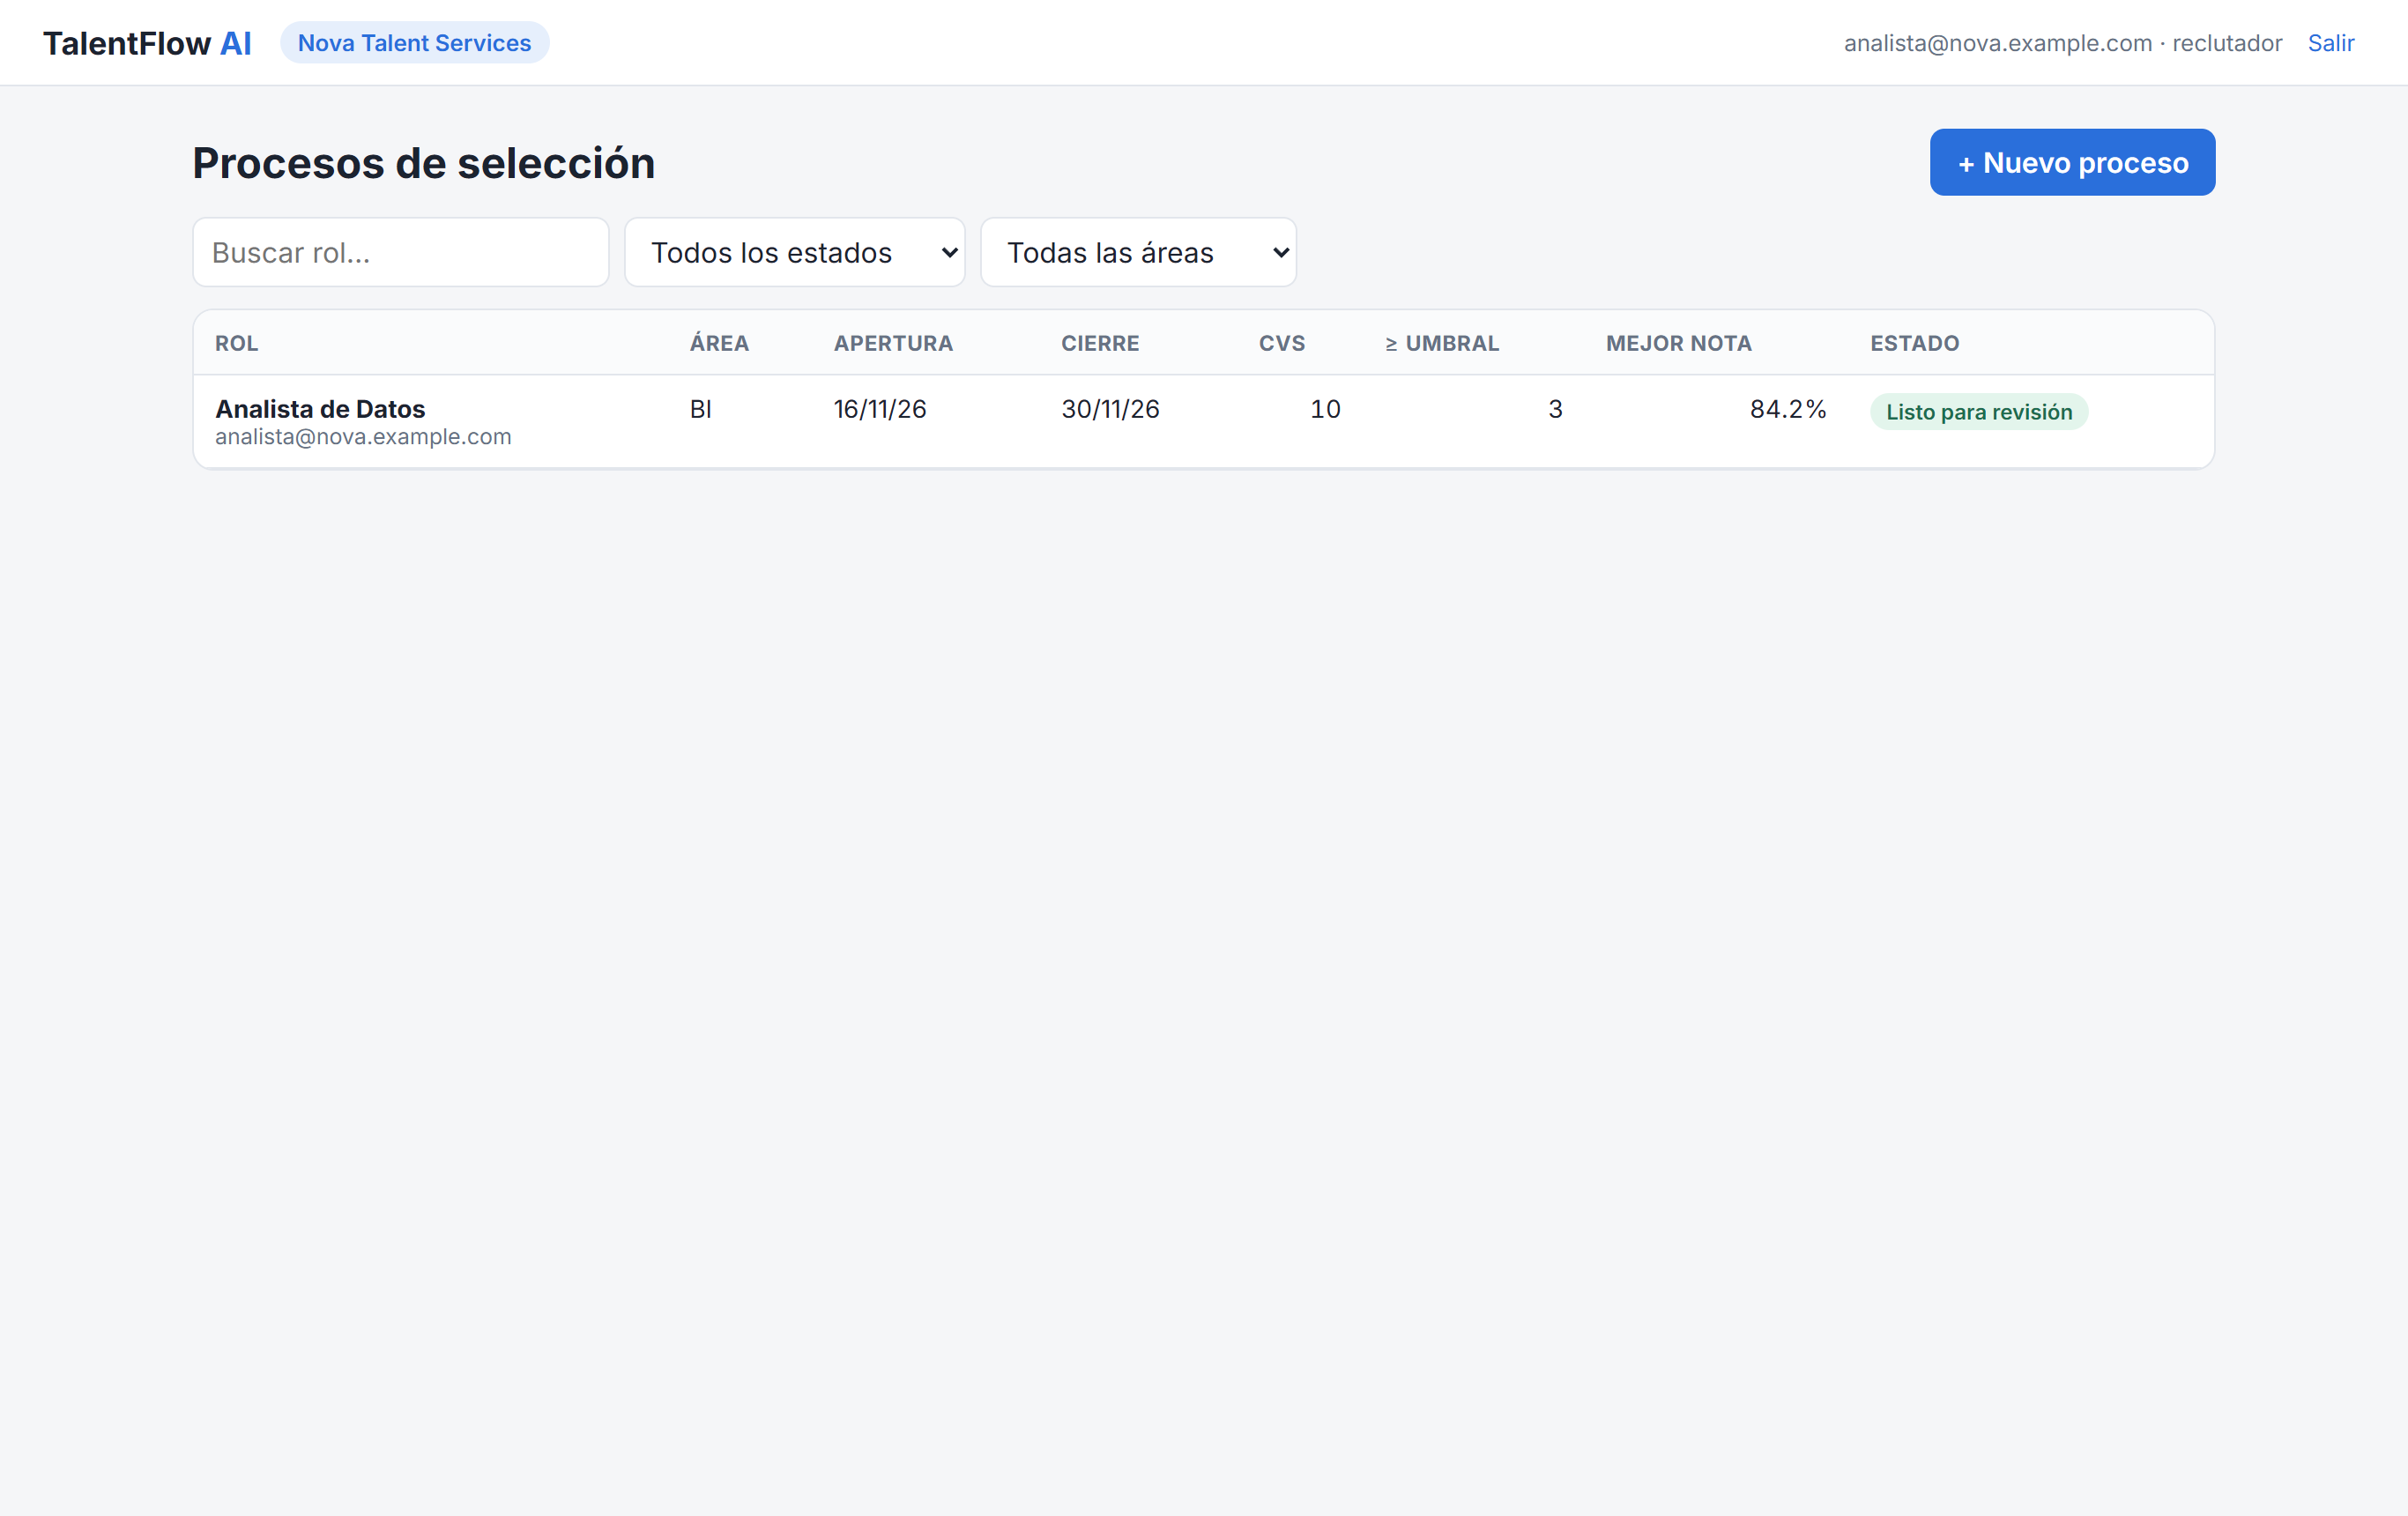 TalentFlow AI Nova Talent Services analista@nova.example.com · reclutador Salir
Procesos de selección + Nuevo proceso
Buscar rol... Todos los estados Todas las áreas
ROL ÁREA APERTURA CIERRE CVS ≥ UMBRAL MEJOR NOTA ESTADO
Analista de Datos BI 16/11/26 30/11/26 10 3 84.2% Listo para revisión
analista@nova.example.com